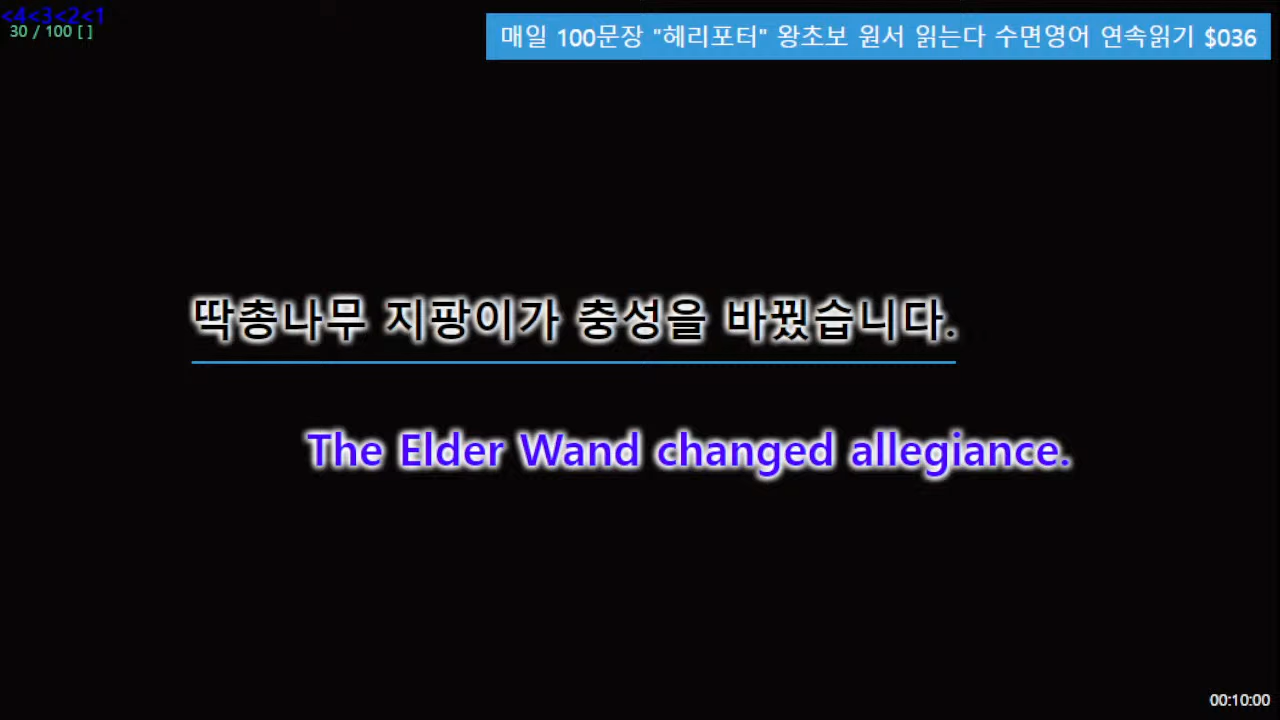 <4<3<2<1
30 / 100 [ ]
매일 100문장 "헤리포터" 왕초보 원서 읽는다 수면영어 연속읽기 $036
딱총나무 지팡이가 충성을 바꿨습니다.
The Elder Wand changed allegiance.
00:10:00